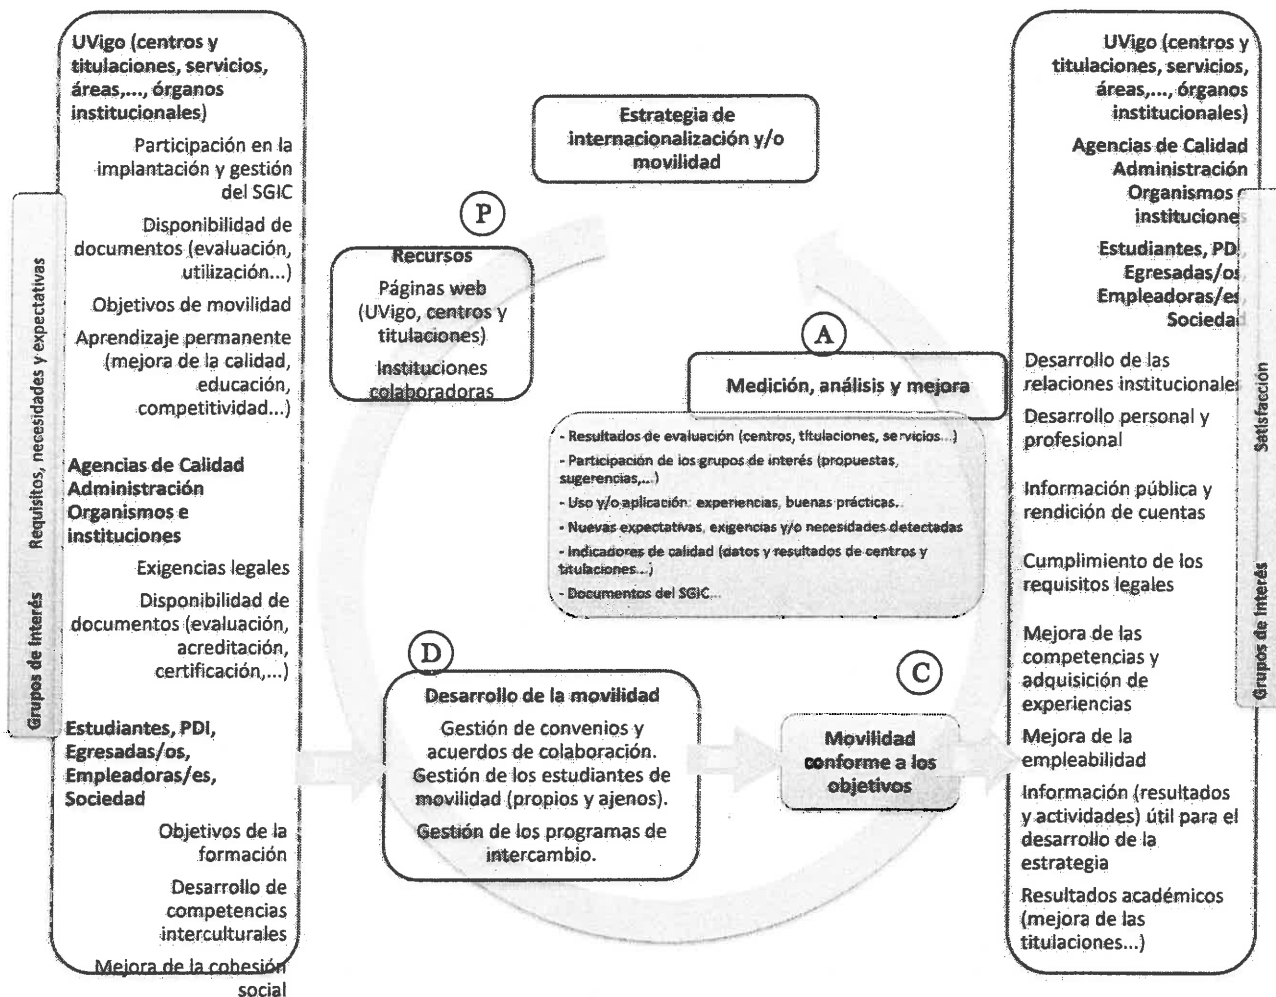 UVigo (centros y
titulaciones, servicios,
áreas,..., órganos
institucionales)
Participación en la
implantación y gestión
del SGIC
Disponibilidad de
documentos (evaluación,
utilización...)
Objetivos de movilidad
Aprendizaje permanente
(mejora de la calidad,
educación,
competitividad...)
Agencias de Calidad
Administración
Organismos e
instituciones
Exigencias legales
Disponibilidad de
documentos (evaluación,
acreditación,
certificación,...)
Estudiantes, PDI,
Egresadas/os,
Empleadoras/es,
Sociedad
Objetivos de la
formación
Desarrollo de
competencias
interculturales
Mejora de la cohesión
social
Grupos de Interés Requisitos, necesidades y expectativas
Estrategia de
internacionalización y/o
movilidad
P
Recursos
Páginas web
(UVigo, centros y
titulaciones)
Instituciones
colaboradoras
A
Medición, análisis y mejora
- Resultados de evaluación (centros, titulaciones, servicios...)
- Participación de los grupos de interés (propuestas,
sugerencias,...)
- Uso y/o aplicación: experiencias, buenas prácticas..
- Nuevas expectativas, exigencias y/o necesidades detectadas
- Indicadores de calidad (datos y resultados de centros y
titulaciones...)
- Documentos del SGIC...
D
Desarrollo de la movilidad
Gestión de convenios y
acuerdos de colaboración.
Gestión de los estudiantes de
movilidad (propios y ajenos).
Gestión de los programas de
intercambio.
C
Movilidad
conforme a los
objetivos
UVigo (centros y
titulaciones, servicios,
áreas,..., órganos
institucionales)
Agencias de Calidad
Administración
Organismos e
instituciones
Estudiantes, PDI,
Egresadas/os,
Empleadoras/es,
Sociedad
Desarrollo de las
relaciones institucionales
Desarrollo personal y
profesional
Información pública y
rendición de cuentas
Cumplimiento de los
requisitos legales
Mejora de las
competencias y
adquisición de
experiencias
Mejora de la
empleabilidad
Información (resultados
y actividades) útil para el
desarrollo de la
estrategia
Resultados académicos
(mejora de las
titulaciones...)
Grupos de Interés Satisfacción